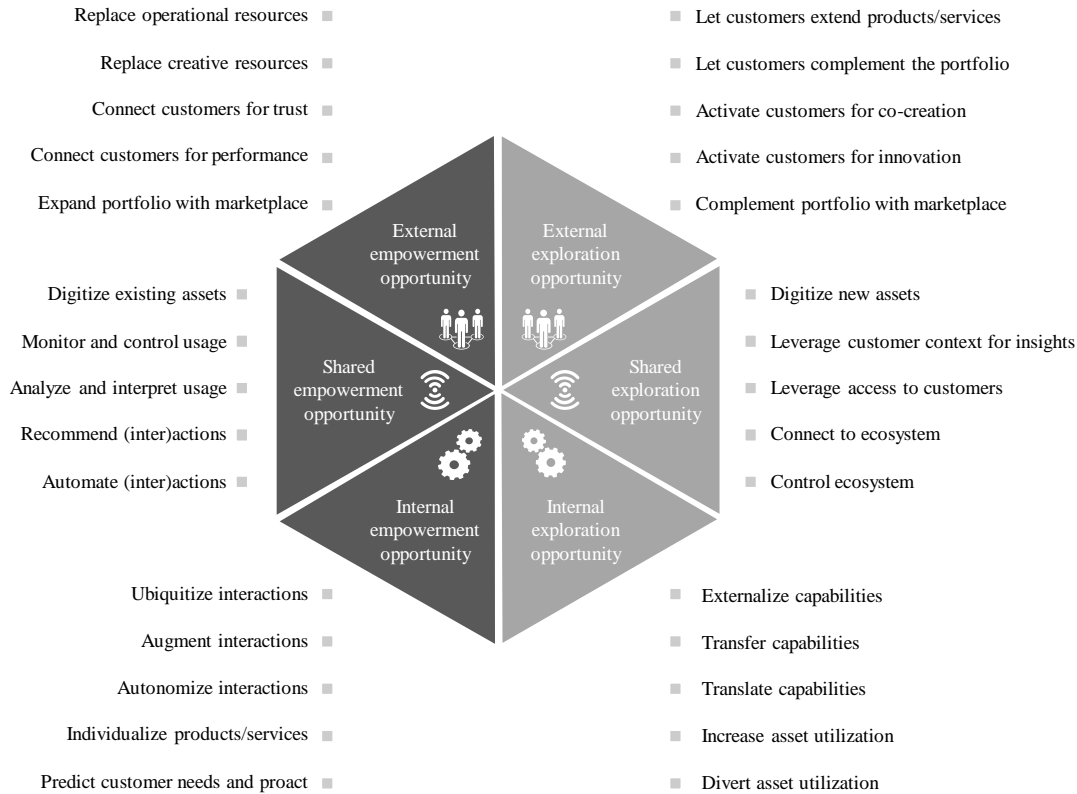 Replace operational resources
Replace creative resources
Connect customers for trust
Connect customers for performance
Expand portfolio with marketplace
Let customers extend products/services
Let customers complement the portfolio
Activate customers for co-creation
Activate customers for innovation
Complement portfolio with marketplace
External
empowerment
opportunity
External
exploration
opportunity
Digitize existing assets
Monitor and control usage
Analyze and interpret usage
Recommend (inter)actions
Automate (inter)actions
Shared
empowerment
opportunity
Shared
exploration
opportunity
Digitize new assets
Leverage customer context for insights
Leverage access to customers
Connect to ecosystem
Control ecosystem
Internal
empowerment
opportunity
Internal
exploration
opportunity
Ubiquitize interactions
Augment interactions
Autonomize interactions
Individualize products/services
Predict customer needs and proact
Externalize capabilities
Transfer capabilities
Translate capabilities
Increase asset utilization
Divert asset utilization